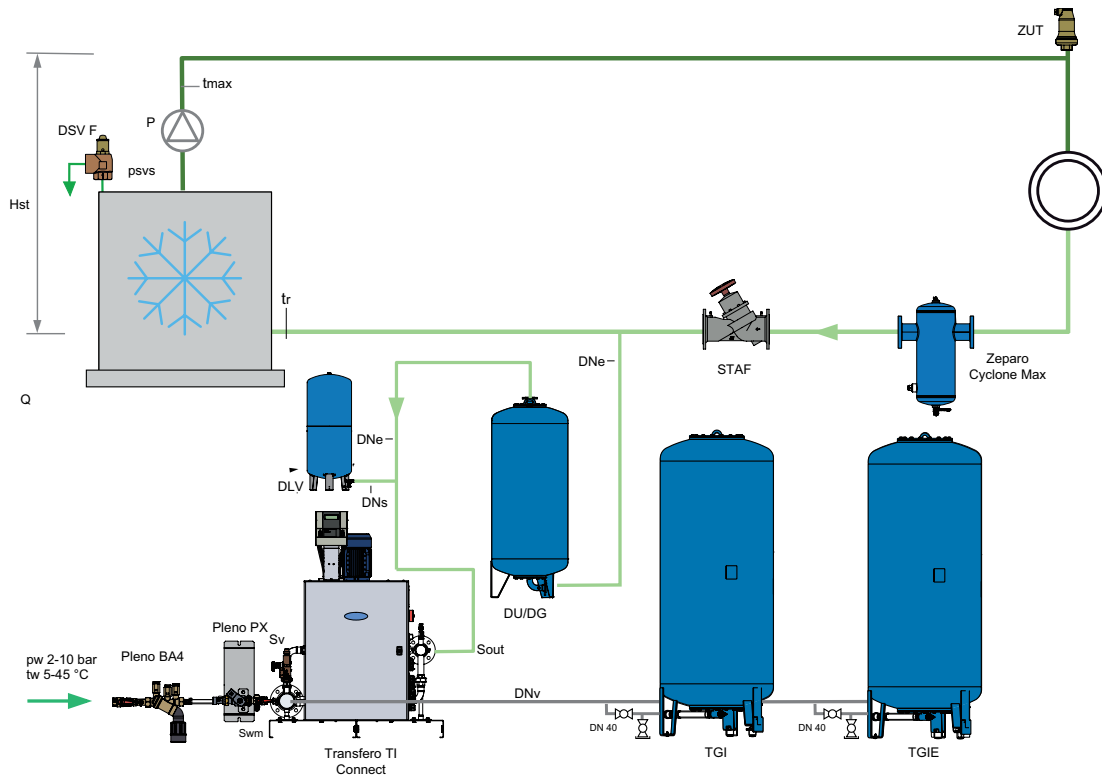 ZUT
tmax
P
DSV F
psvs
Hst
tr
DNe
STAF
Zeparo
Cyclone Max
Q
DNe
DLV
DNs
DU/DG
Pleno PX
Sv
Sout
Pleno BA4
pw 2-10 bar
tw 5-45 °C
DNv
Swm
DN 40
DN 40
Transfero TI
Connect
TGI
TGIE